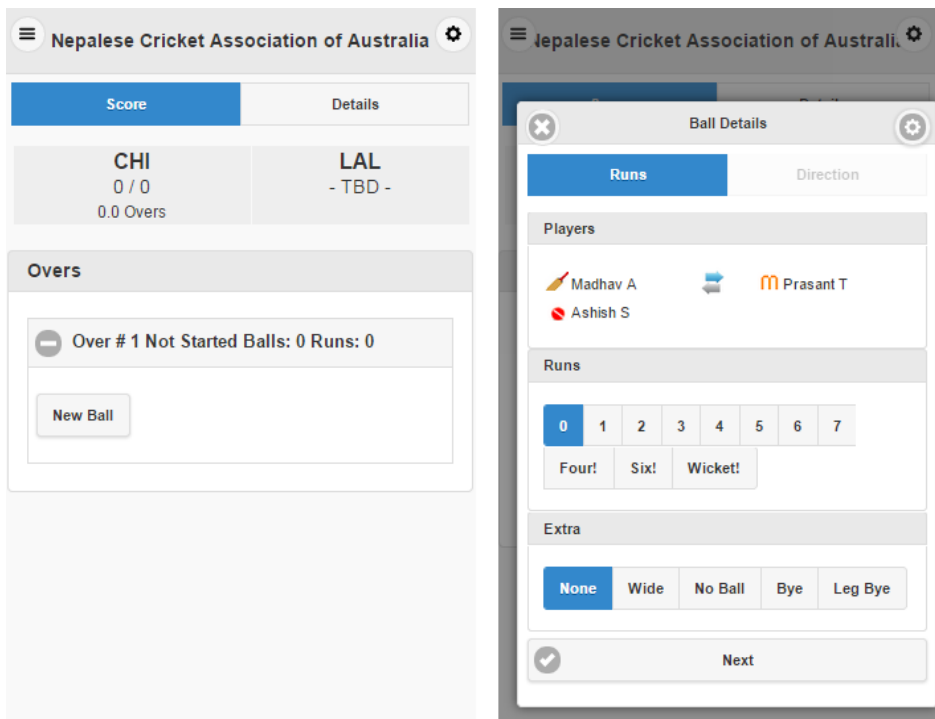 Nepalese Cricket Association of Australia
Score Details
CHI LAL
0 / 0 - TBD -
0.0 Overs
Overs
Over # 1 Not Started Balls: 0 Runs: 0
New Ball
Nepalese Cricket Association of Australia
Ball Details
Runs Direction
Players
Madhav A Prasant T
Ashish S
Runs
0 1 2 3 4 5 6 7
Four! Six! Wicket!
Extra
None Wide No Ball Bye Leg Bye
Next